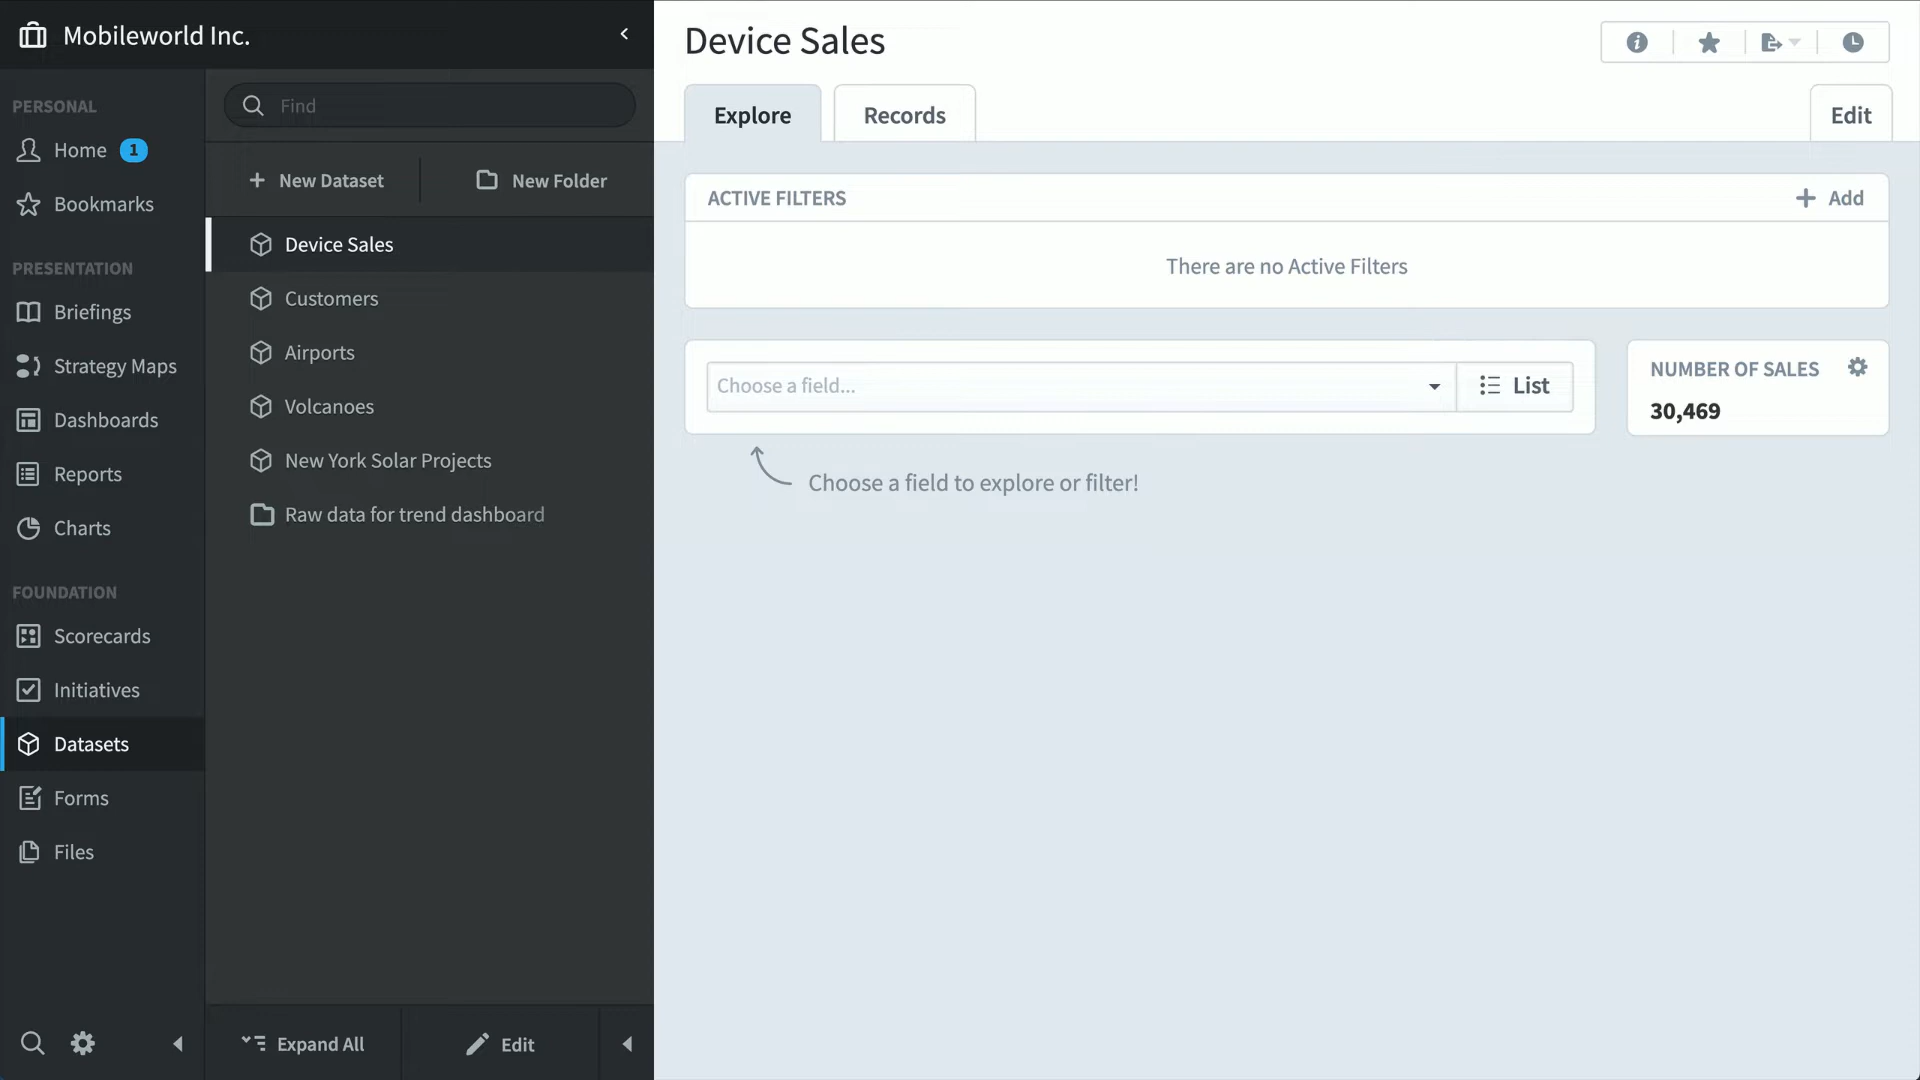 Mobileworld Inc.
PERSONAL
Home 1
Bookmarks
PRESENTATION
Briefings
Strategy Maps
Dashboards
Reports
Charts
FOUNDATION
Scorecards
Initiatives
Datasets
Forms
Files
Find
New Dataset
New Folder
Device Sales
Customers
Airports
Volcanoes
New York Solar Projects
Raw data for trend dashboard
Expand All
Edit
Device Sales
Explore
Records
Edit
ACTIVE FILTERS
Add
There are no Active Filters
Choose a field...
List
NUMBER OF SALES
30,469
Choose a field to explore or filter!